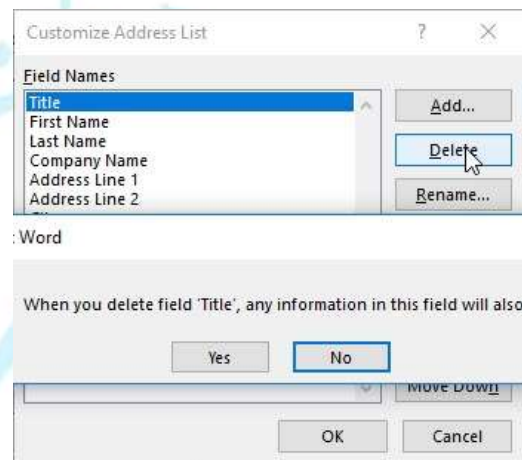 Customize Address List ? ×
Field Names
Title
First Name
Last Name
Company Name
Address Line 1
Address Line 2
Add...
Delete
Rename...
Word
When you delete field 'Title', any information in this field will also
Yes No
Move Down
OK Cancel